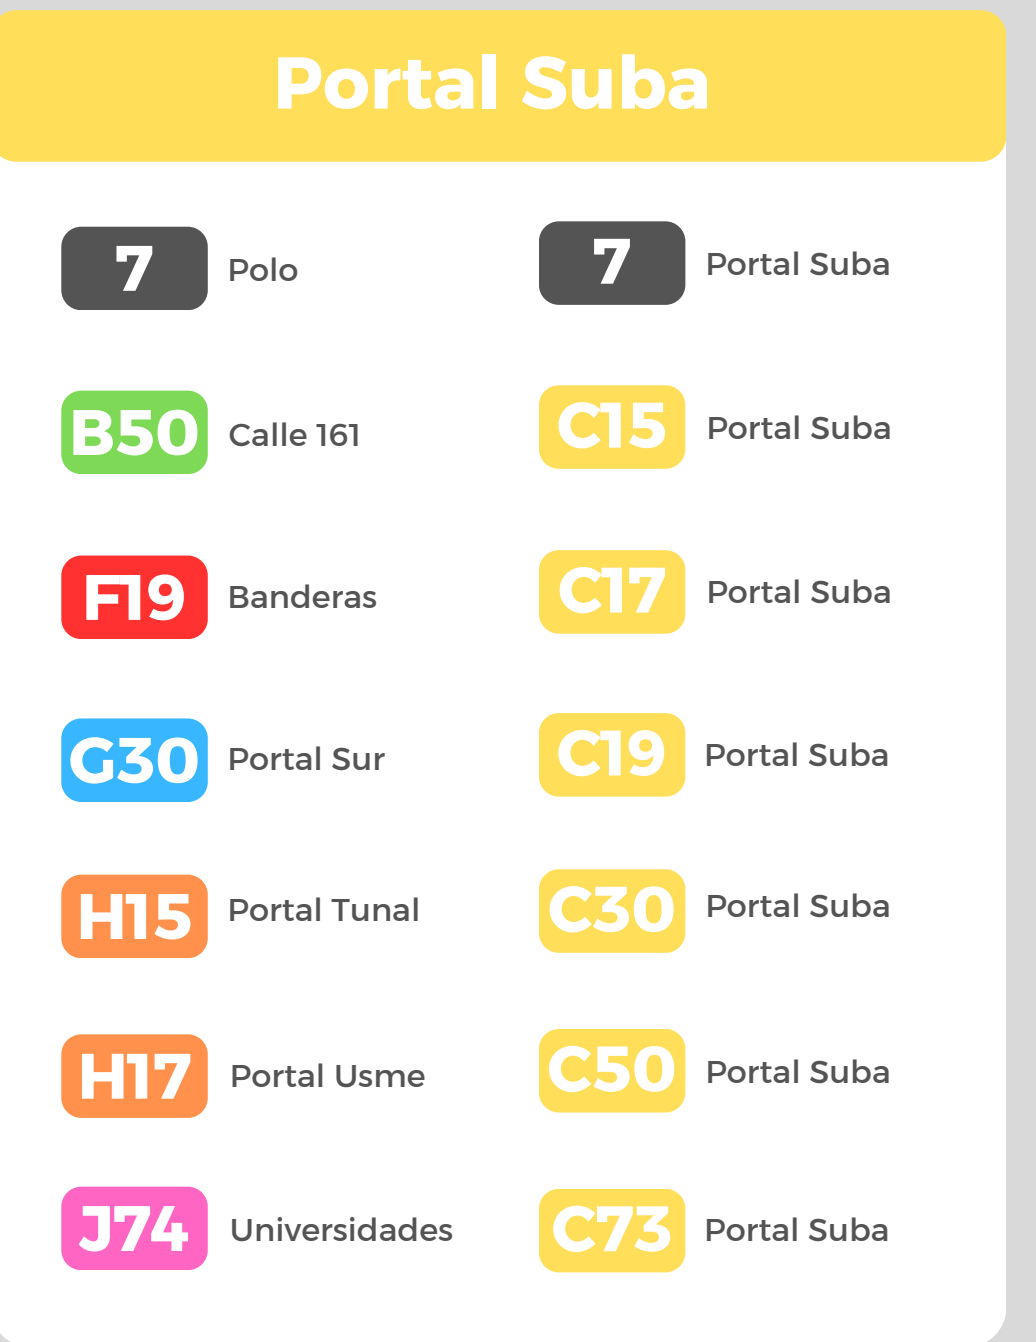 Portal Suba
7 Polo
7 Portal Suba
B50 Calle 161
C15 Portal Suba
F19 Banderas
C17 Portal Suba
G30 Portal Sur
C19 Portal Suba
H15 Portal Tunal
C30 Portal Suba
H17 Portal Usme
C50 Portal Suba
J74 Universidades
C73 Portal Suba